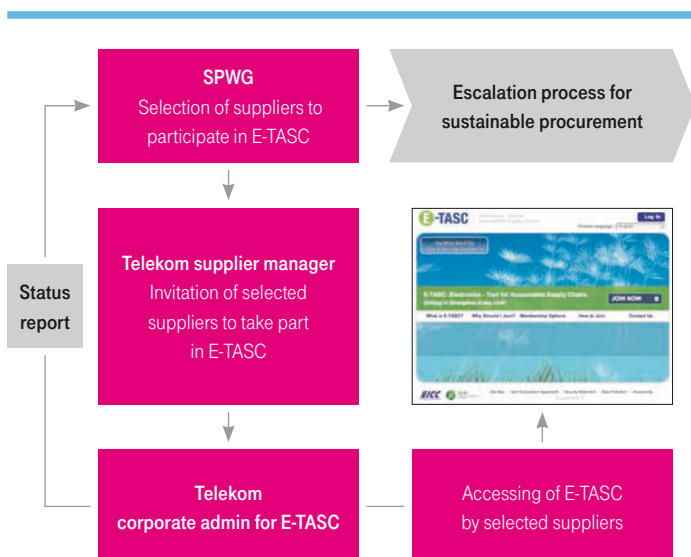 SPWG
Selection of suppliers to
participate in E-TASC
Escalation process for
sustainable procurement
Telekom supplier manager
Invitation of selected
suppliers to take part
in E-TASC
Status
report
E-TASC
Log In
E-TASC: Electronics - Tool for Accountable Supply Chains
JOIN NOW
What is E-TASC? Why Should I Join? Membership Options How to Join Contact Us
EICC
Telekom
corporate admin for E-TASC
Accessing of E-TASC
by selected suppliers